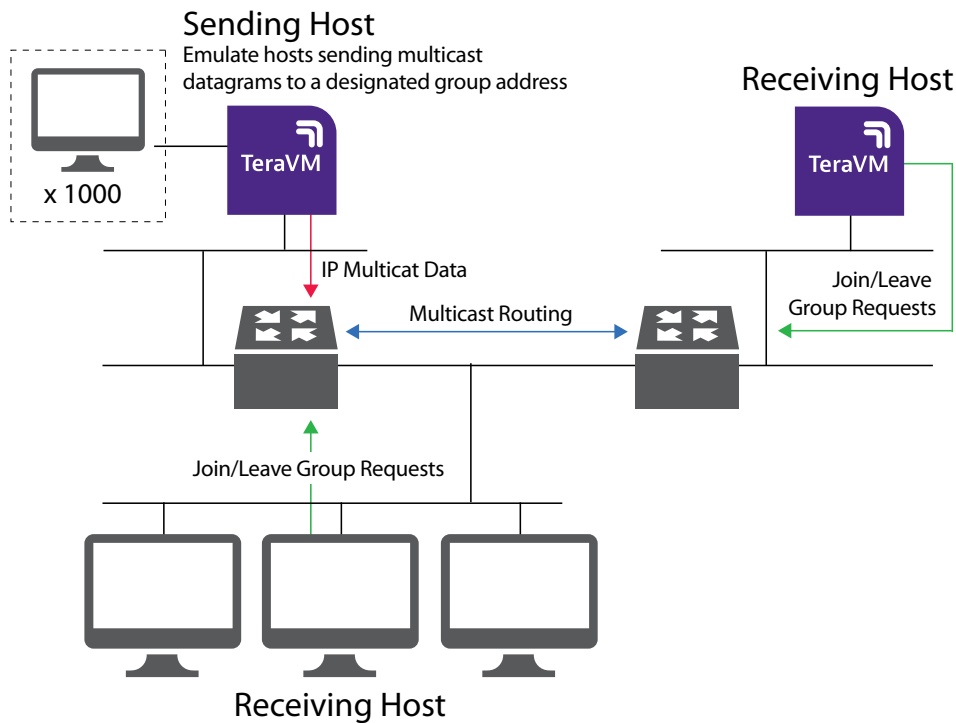 Sending Host
Emulate hosts sending multicast
datagrams to a designated group address
x 1000
TeraVM
Receiving Host
TeraVM
IP Multicat Data
Multicast Routing
Join/Leave
Group Requests
Join/Leave Group Requests
Receiving Host